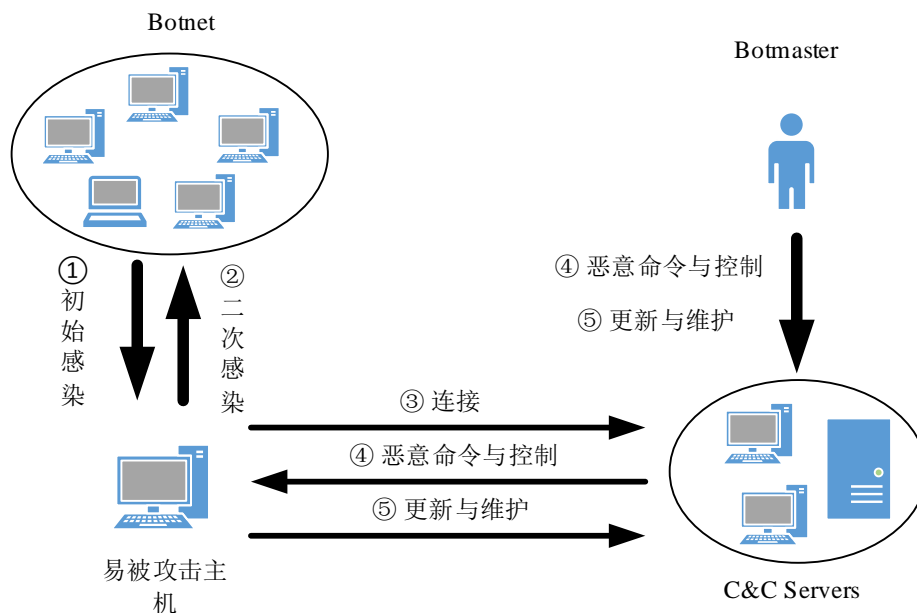 Botnet
Botmaster
① 初始感染
② 二次感染
④ 恶意命令与控制
⑤ 更新与维护
③ 连接
④ 恶意命令与控制
⑤ 更新与维护
易被攻击主
机
C&C Servers